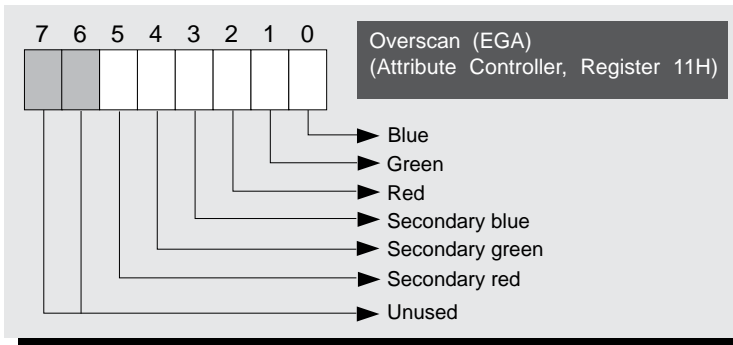 7 6 5 4 3 2 1 0
Overscan (EGA)
(Attribute Controller, Register 11H)
Blue
Green
Red
Secondary blue
Secondary green
Secondary red
Unused